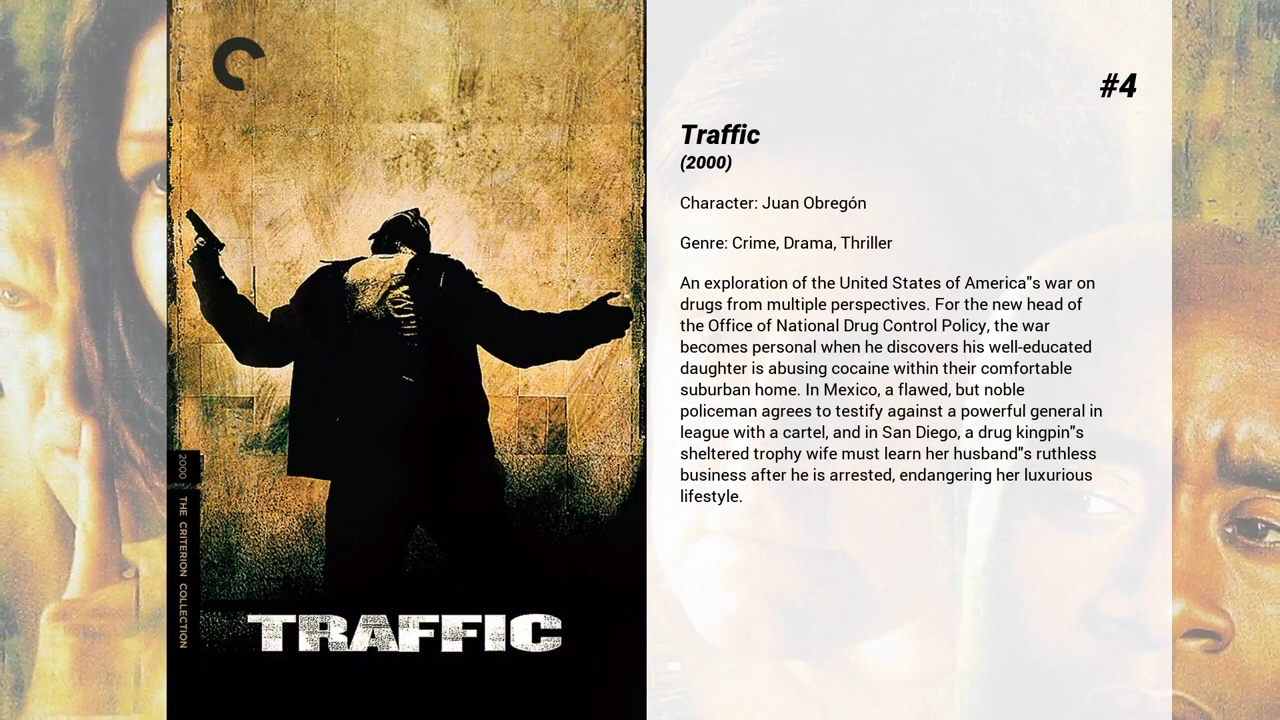 2000
THE CRITERION COLLECTION
TRAFFIC
#4
Traffic
(2000)
Character: Juan Obregón
Genre: Crime, Drama, Thriller
An exploration of the United States of America"s war on
drugs from multiple perspectives. For the new head of
the Office of National Drug Control Policy, the war
becomes personal when he discovers his well-educated
daughter is abusing cocaine within their comfortable
suburban home. In Mexico, a flawed, but noble
policeman agrees to testify against a powerful general in
league with a cartel, and in San Diego, a drug kingpin"s
sheltered trophy wife must learn her husband"s ruthless
business after he is arrested, endangering her luxurious
lifestyle.